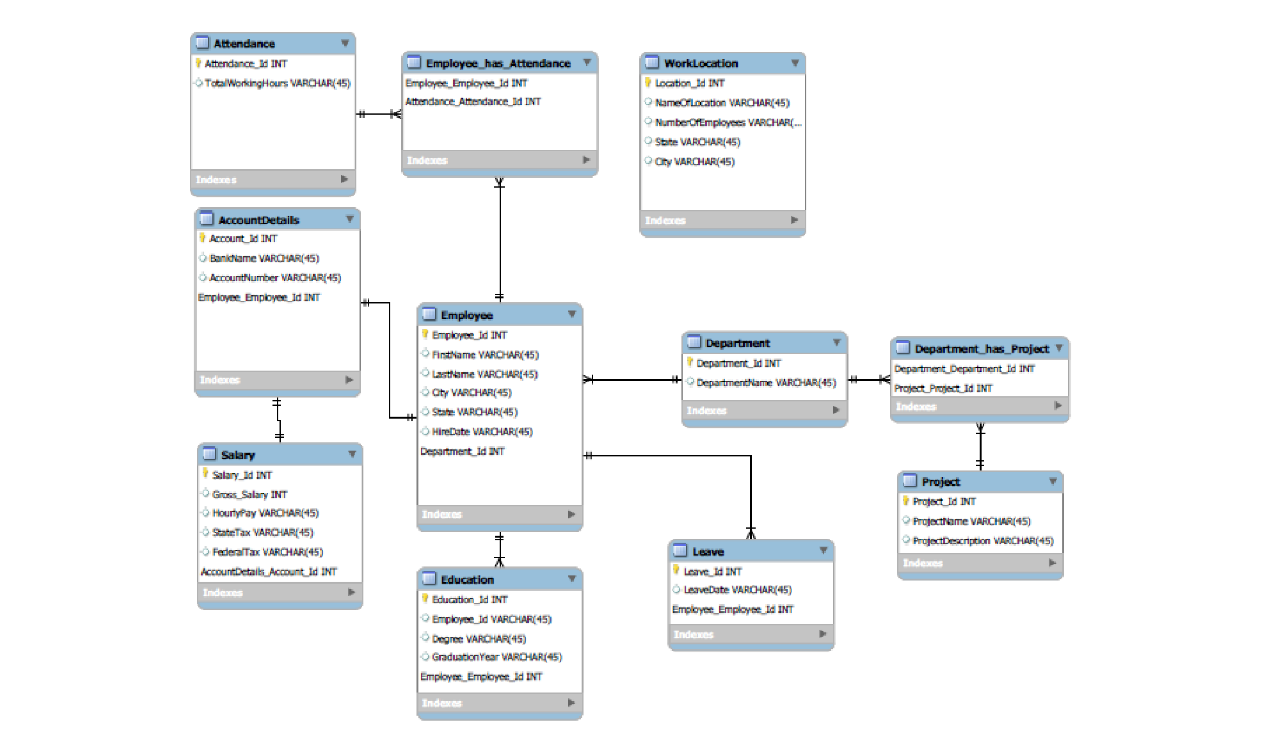 Attendance
Attendance_Id INT
TotalWorkingHours VARCHAR(45)
Indexes
Employee_has_Attendance
Employee_Employee_Id INT
Attendance_Attendance_Id INT
Indexes
WorkLocation
Location_Id INT
NameOfLocation VARCHAR(45)
NumberOfEmployees VARCHAR(...
State VARCHAR(45)
City VARCHAR(45)
Indexes
AccountDetails
Account_Id INT
BankName VARCHAR(45)
AccountNumber VARCHAR(45)
Employee_Employee_Id INT
Indexes
Employee
Employee_Id INT
FirstName VARCHAR(45)
LastName VARCHAR(45)
City VARCHAR(45)
State VARCHAR(45)
HireDate VARCHAR(45)
Department_Id INT
Indexes
Department
Department_Id INT
DepartmentName VARCHAR(45)
Indexes
Department_has_Project
Department_Department_Id INT
Project_Project_Id INT
Indexes
Salary
Salary_Id INT
Gross_Salary INT
HourlyPay VARCHAR(45)
StateTax VARCHAR(45)
FederalTax VARCHAR(45)
AccountDetails_Account_Id INT
Indexes
Project
Project_Id INT
ProjectName VARCHAR(45)
ProjectDescription VARCHAR(45)
Indexes
Education
Education_Id INT
Employee_Id VARCHAR(45)
Degree VARCHAR(45)
GraduationYear VARCHAR(45)
Employee_Employee_Id INT
Indexes
Leave
Leave_Id INT
LeaveDate VARCHAR(45)
Employee_Employee_Id INT
Indexes